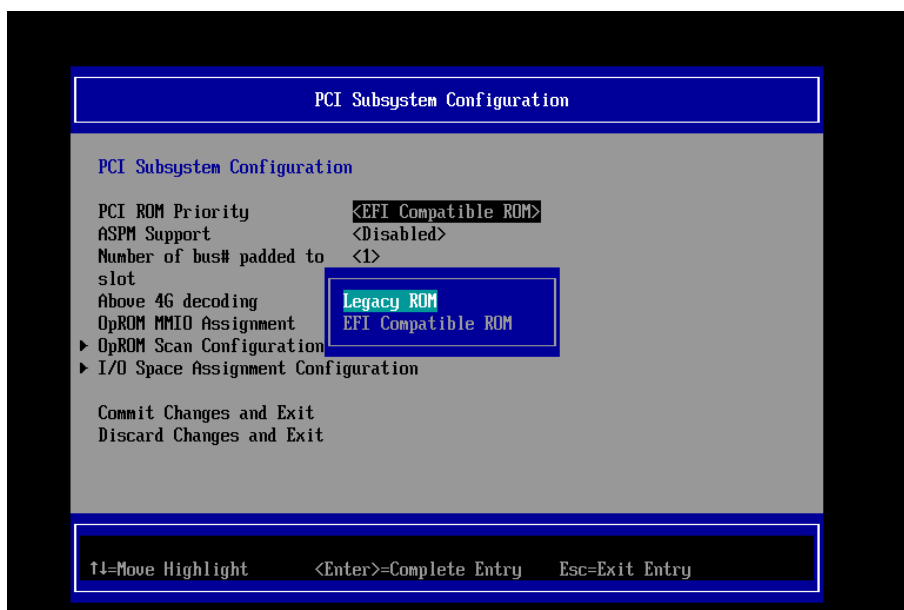 PCI Subsystem Configuration
PCI Subsystem Configuration
PCI ROM Priority <EFI Compatible ROM>
ASPM Support <Disabled>
Number of bus# padded to <1>
slot
Above 4G decoding Legacy ROM
OpROM MMIO Assignment EFI Compatible ROM
▶ OpROM Scan Configuration
▶ I/O Space Assignment Configuration
Commit Changes and Exit
Discard Changes and Exit
↑↓=Move Highlight <Enter>=Complete Entry Esc=Exit Entry